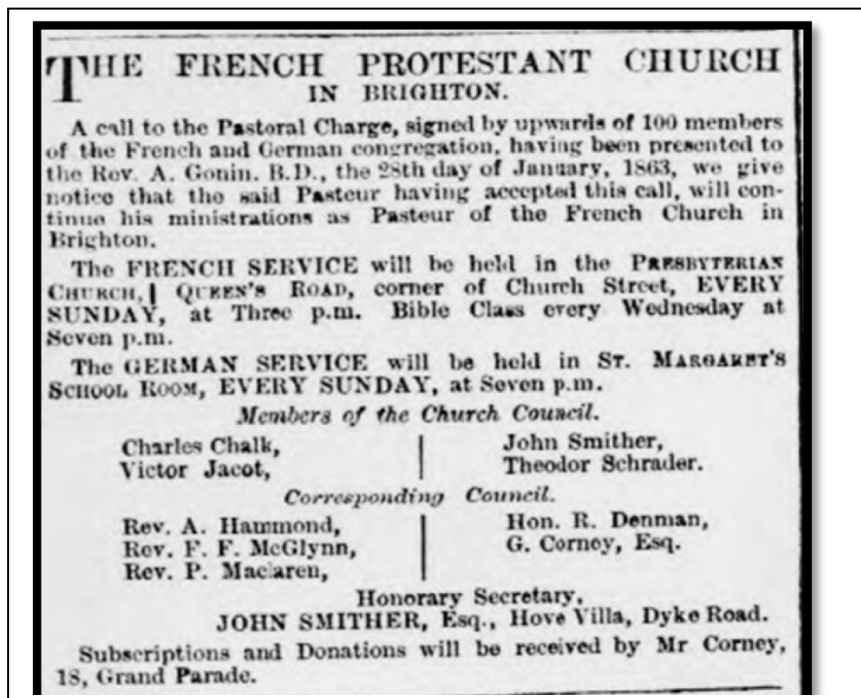 THE FRENCH PROTESTANT CHURCH
IN BRIGHTON.
A call to the Pastoral Charge, signed by upwards of 100 members
of the French and German congregation, having been presented to
the Rev. A. Gonin, B.D., the 28th day of January, 1863, we give
notice that the said Pasteur having accepted this call, will con-
tinue his ministrations as Pasteur of the French Church in
Brighton.
The FRENCH SERVICE will be held in the PRESBYTERIAN
CHURCH, QUEEN'S ROAD, corner of Church Street, EVERY
SUNDAY, at Three p.m. Bible Class every Wednesday at
Seven p.m.
The GERMAN SERVICE will be held in ST. MARGARET'S
SCHOOL ROOM, EVERY SUNDAY, at Seven p.m.
Members of the Church Council.
Charles Chalk, John Smither,
Victor Jacot, Theodor Schrader.
Corresponding Council.
Rev. A. Hammond, Hon. R. Denman,
Rev. F. F. McGlynn, G. Corney, Esq.
Rev. P. Maclaren,
Honorary Secretary,
JOHN SMITHER, Esq., Hove Villa, Dyke Road.
Subscriptions and Donations will be received by Mr Corney,
18, Grand Parade.